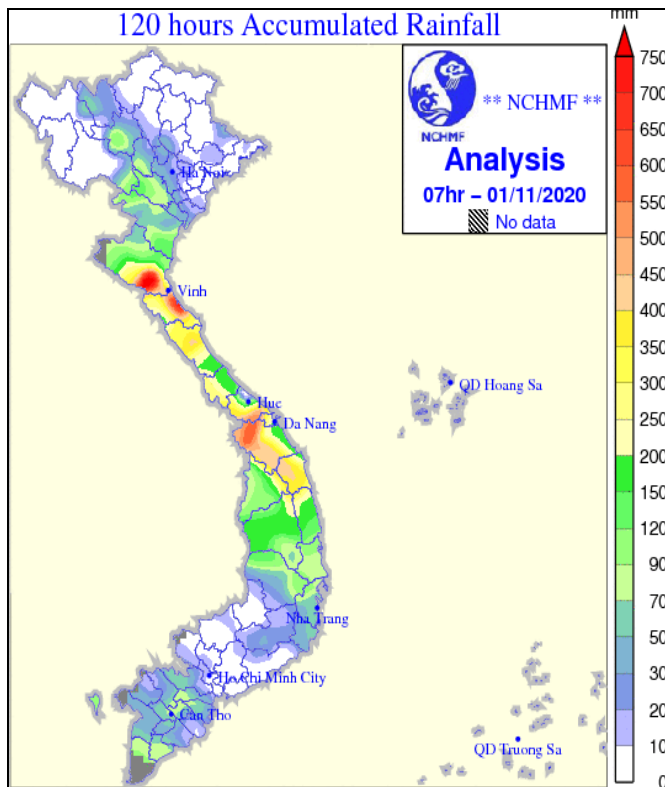 120 hours Accumulated Rainfall
mm
** NCHMF **
NCHMF
Analysis
07hr – 01/11/2020
No data
750
700
650
600
550
500
450
400
350
300
250
200
150
100
90
70
50
30
20
10
0
Ha Noi
Vinh
QD Hoang Sa
Hue
Da Nang
Nha Trang
Ho Chi Minh City
Can Tho
QD Truong Sa